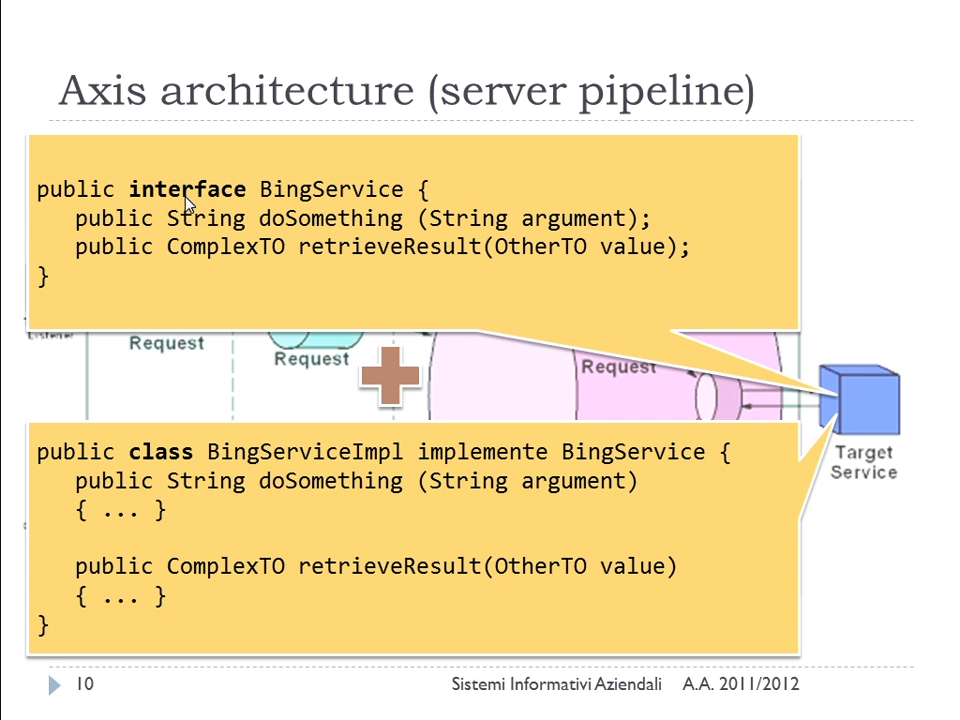 Axis architecture (server pipeline)
public interface BingService {
public String doSomething (String argument);
public ComplexTO retrieveResult(OtherTO value);
}
Listener
Request
Request
Request
public class BingServiceImpl implemente BingService {
public String doSomething (String argument)
{ ... }
public ComplexTO retrieveResult(OtherTO value)
{ ... }
}
Target
Service
10
Sistemi Informativi Aziendali A.A. 2011/2012